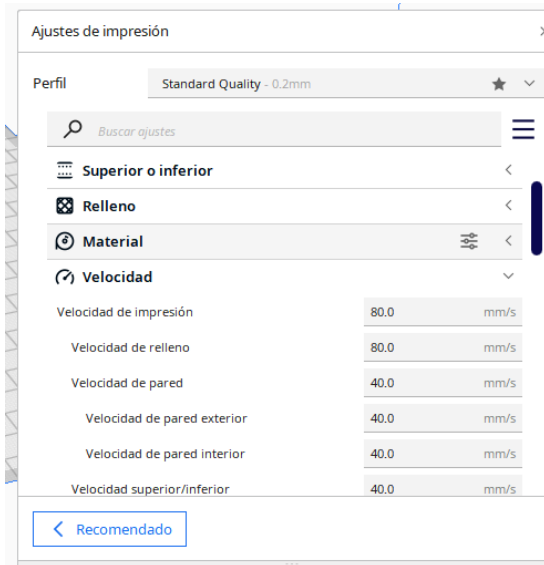 Ajustes de impresión
Perfil Standard Quality - 0.2mm
Buscar ajustes
Superior o inferior
Relleno
Material
Velocidad
Velocidad de impresión 80.0 mm/s
Velocidad de relleno 80.0 mm/s
Velocidad de pared 40.0 mm/s
Velocidad de pared exterior 40.0 mm/s
Velocidad de pared interior 40.0 mm/s
Velocidad superior/inferior 40.0 mm/s
Recomendado